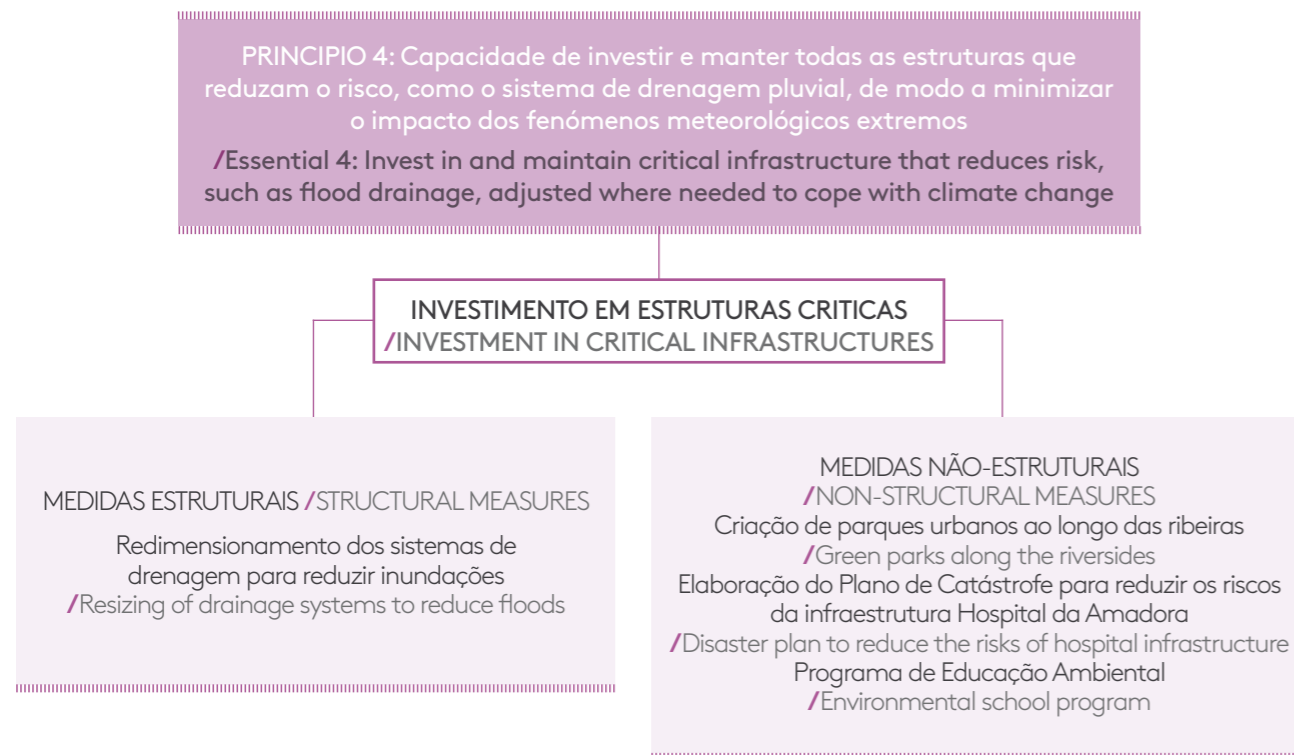 PRINCIPIO 4: Capacidade de investir e manter todas as estruturas que
reduzam o risco, como o sistema de drenagem pluvial, de modo a minimizar
o impacto dos fenómenos meteorológicos extremos
/Essential 4: Invest in and maintain critical infrastructure that reduces risk,
such as flood drainage, adjusted where needed to cope with climate change
INVESTIMENTO EM ESTRUTURAS CRITICAS
/INVESTMENT IN CRITICAL INFRASTRUCTURES
MEDIDAS ESTRUTURAIS /STRUCTURAL MEASURES
Redimensionamento dos sistemas de
drenagem para reduzir inundações
/Resizing of drainage systems to reduce floods
MEDIDAS NÃO-ESTRUTURAIS
/NON-STRUCTURAL MEASURES
Criação de parques urbanos ao longo das ribeiras
/Green parks along the riversides
Elaboração do Plano de Catástrofe para reduzir os riscos
da infraestrutura Hospital da Amadora
/Disaster plan to reduce the risks of hospital infrastructure
Programa de Educação Ambiental
/Environmental school program